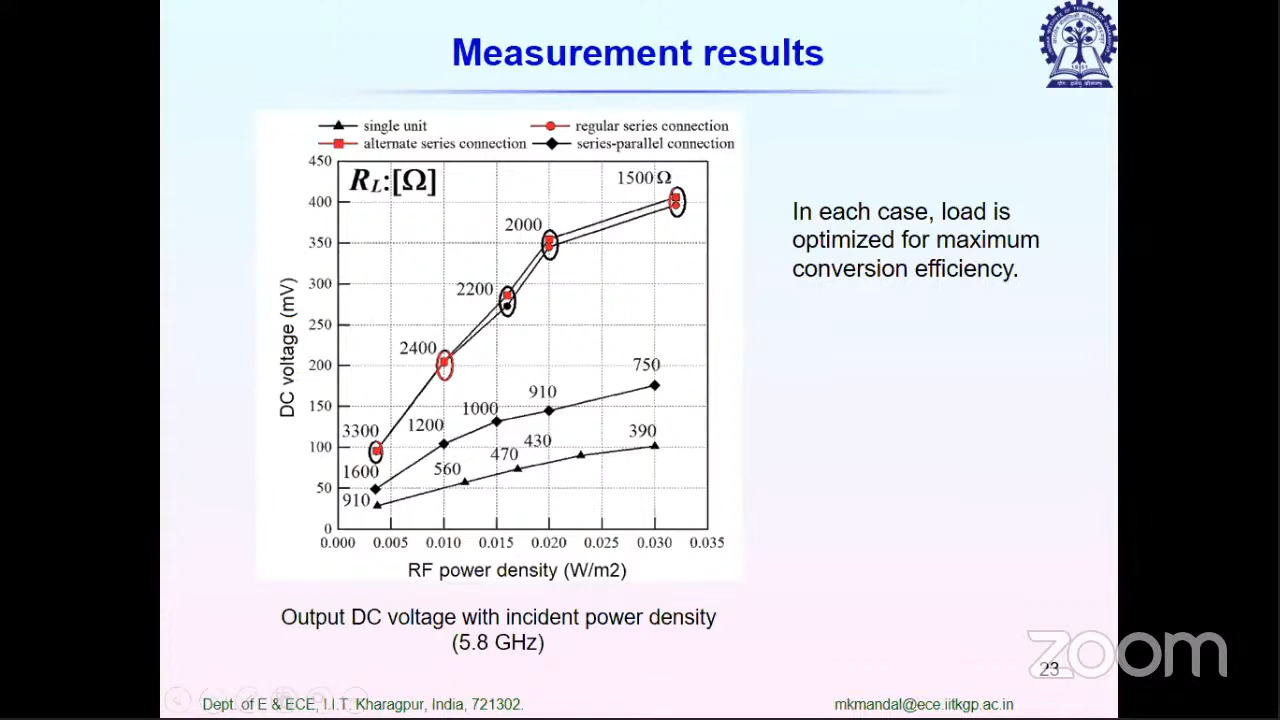 Measurement results
single unit
regular series connection
alternate series connection
series-parallel connection
450
400
350
300
250
200
150
100
50
0
DC voltage (mV)
RL:[Ω]
1500 Ω
2000
2200
2400
3300
750
910
1000
1200
1600
390
430
470
560
910
0.000 0.005 0.010 0.015 0.020 0.025 0.030 0.035
RF power density (W/m2)
In each case, load is
optimized for maximum
conversion efficiency.
Output DC voltage with incident power density
(5.8 GHz)
zoom
23
Dept. of E & ECE, I.I.T. Kharagpur, India, 721302.
mkmandal@ece.iitkgp.ac.in